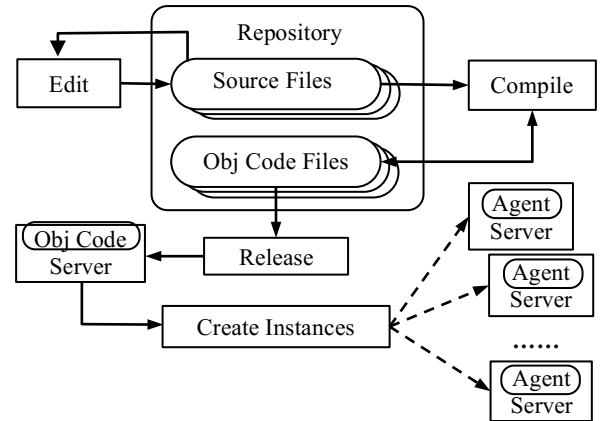 Repository
Edit
Source Files
Compile
Obj Code Files
Agent
Server
Obj Code
Server
Release
Agent
Server
Create Instances
......
Agent
Server